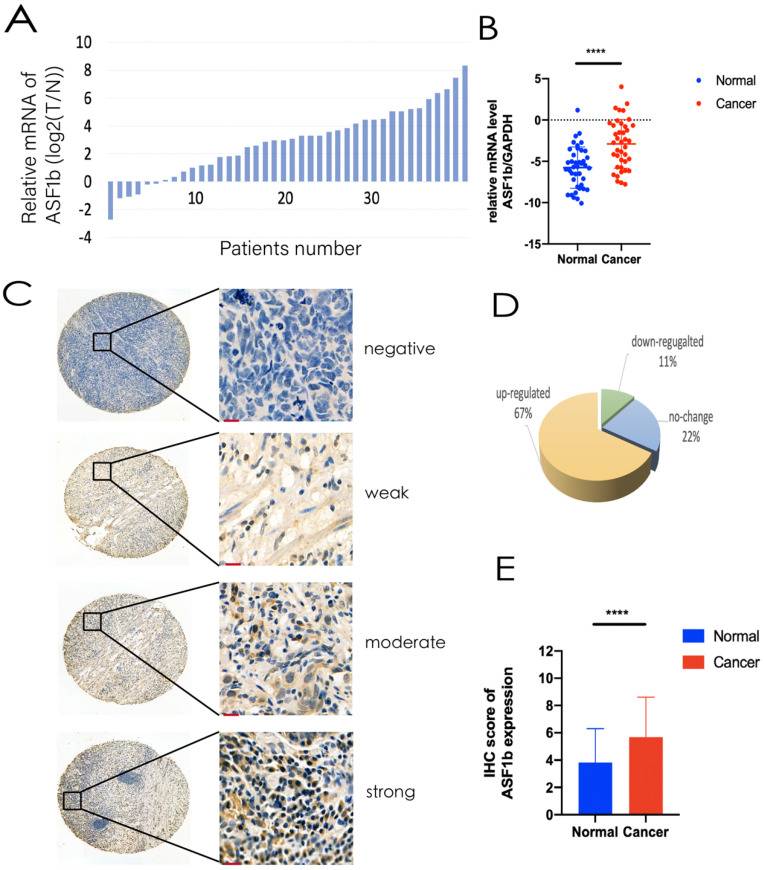 A
Relative mRNA of
ASF1b (log2(T/N))
10
8
6
4
2
0
-2
-4
10
20
30
Patients number
B
****
relative mRNA level
ASF1b/GAPDH
5
0
-5
-10
-15
Normal Cancer
Normal
Cancer
C
negative
weak
moderate
strong
D
down-regugalted
11%
up-regulated
67%
no-change
22%
E
****
IHC score of
ASF1b expression
12
10
8
6
4
2
0
Normal Cancer
Normal
Cancer